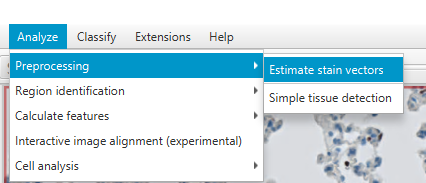 Analyze Classify Extensions Help
Preprocessing
Estimate stain vectors
Region identification
Simple tissue detection
Calculate features
Interactive image alignment (experimental)
Cell analysis